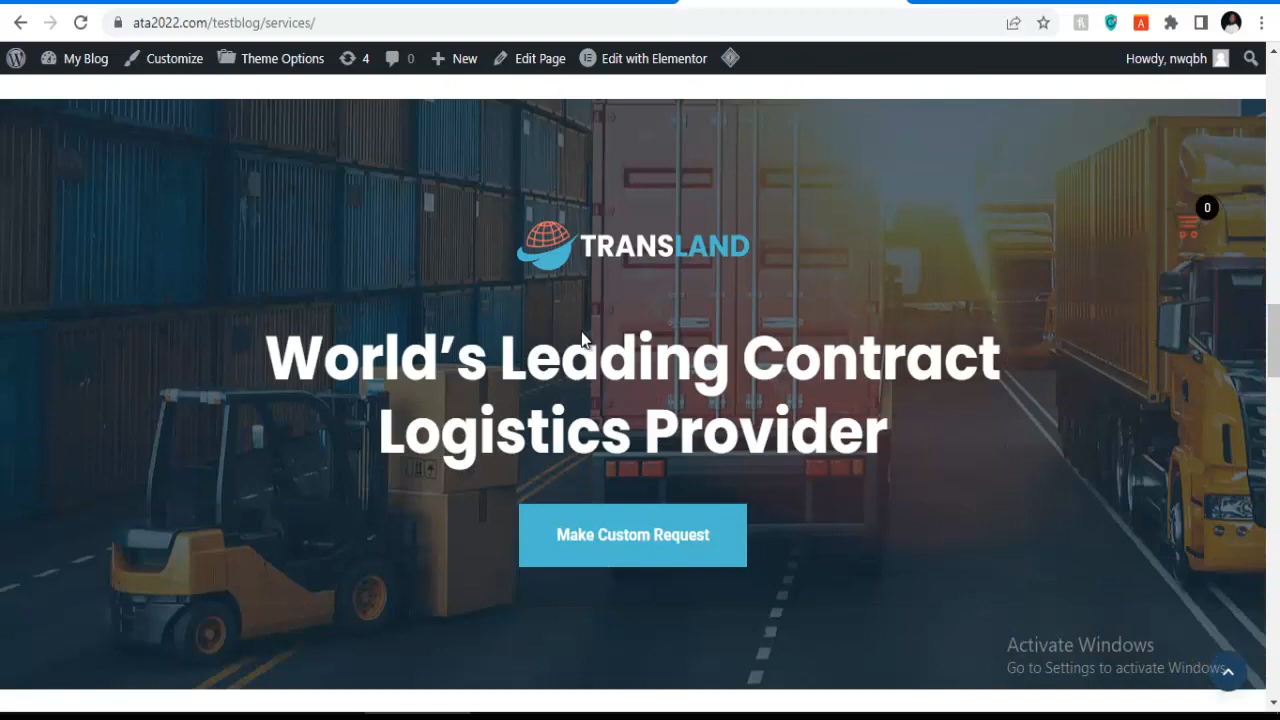 ata2022.com/testblog/services/
My Blog Customize Theme Options 4 0 New Edit Page Edit with Elementor Howdy, nwqbh
0
TRANSLAND
World’s Leading Contract
Logistics Provider
Make Custom Request
Activate Windows
Go to Settings to activate Windows.